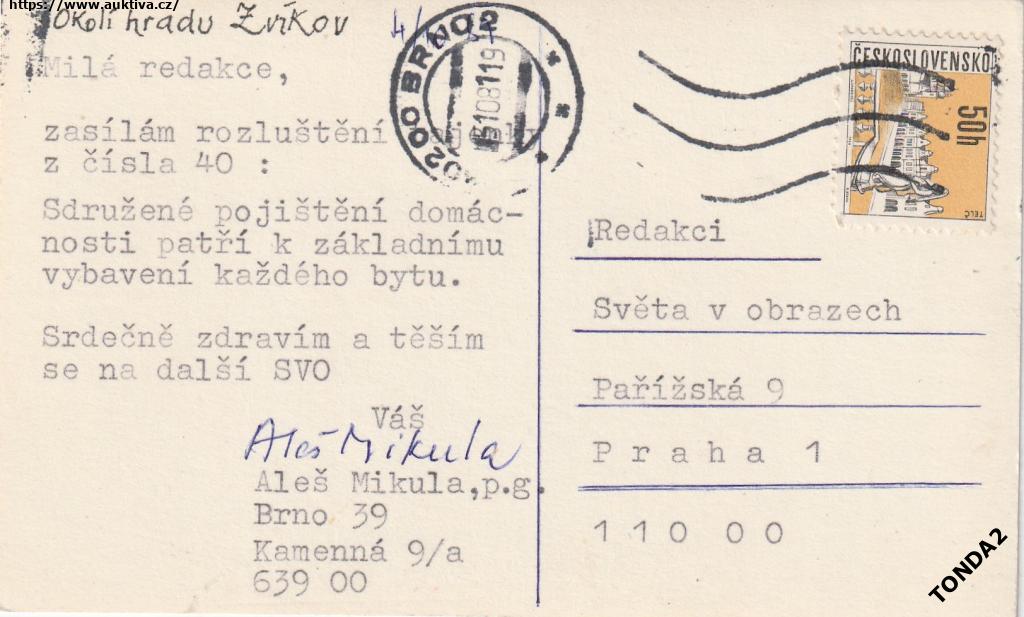 https://www.auktiva.cz/
Okolí hradu Zvíkov
Milá redakce,
zasílám rozluštění
z čísla 40 :
Sdružené pojištění domác-
nosti patří k základnímu
vybavení každého bytu.
Srdečně zdravím a těším
se na další SVO
Váš
Aleš Mikula
Aleš Mikula,p.g.
Brno 39
Kamenná 9/a
639 00
BRNO 2
ČESKOSLOVENSKO
50h
TELČ
Redakci
Světa v obrazech
Pařížská 9
Praha 1
110 00
TONDA2